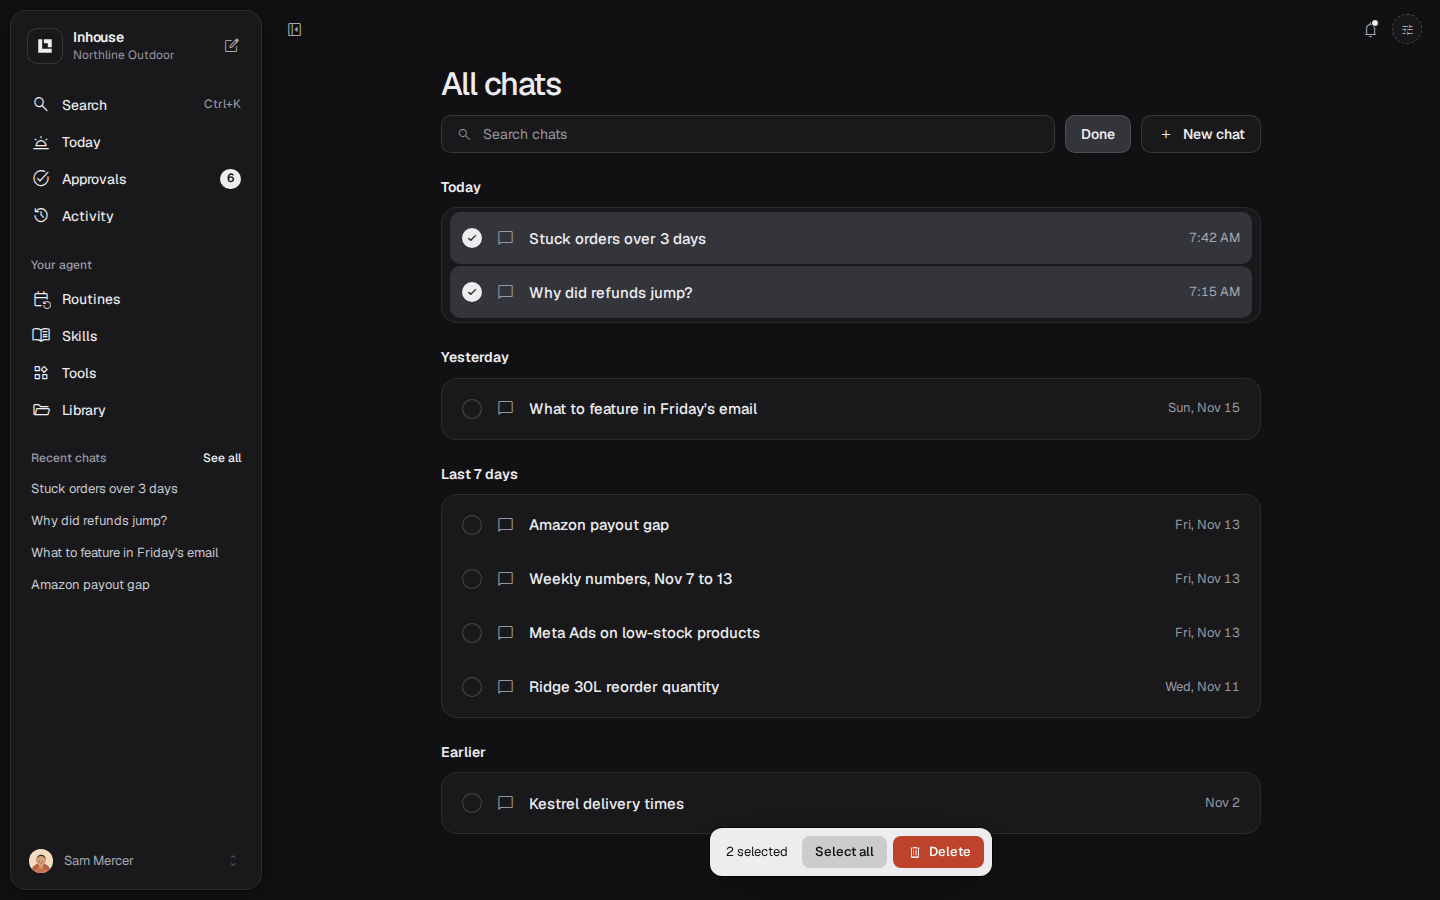 Inhouse
Northline Outdoor
Search Ctrl+K
Today
Approvals 6
Activity
Your agent
Routines
Skills
Tools
Library
Recent chats See all
Stuck orders over 3 days
Why did refunds jump?
What to feature in Friday's email
Amazon payout gap
Sam Mercer
All chats
Search chats Done + New chat
Today
Stuck orders over 3 days 7:42 AM
Why did refunds jump? 7:15 AM
Yesterday
What to feature in Friday's email Sun, Nov 15
Last 7 days
Amazon payout gap Fri, Nov 13
Weekly numbers, Nov 7 to 13 Fri, Nov 13
Meta Ads on low-stock products Fri, Nov 13
Ridge 30L reorder quantity Wed, Nov 11
Earlier
Kestrel delivery times Nov 2
2 selected Select all Delete